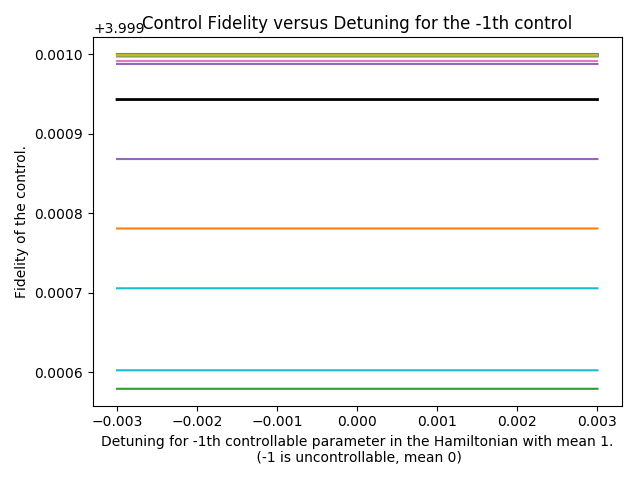 Control Fidelity versus Detuning for the -1th control
+3.999
0.0010
0.0009
0.0008
0.0007
0.0006
Fidelity of the control.
−0.003 −0.002 −0.001 0.000 0.001 0.002 0.003
Detuning for -1th controllable parameter in the Hamiltonian with mean 1.
(-1 is uncontrollable, mean 0)